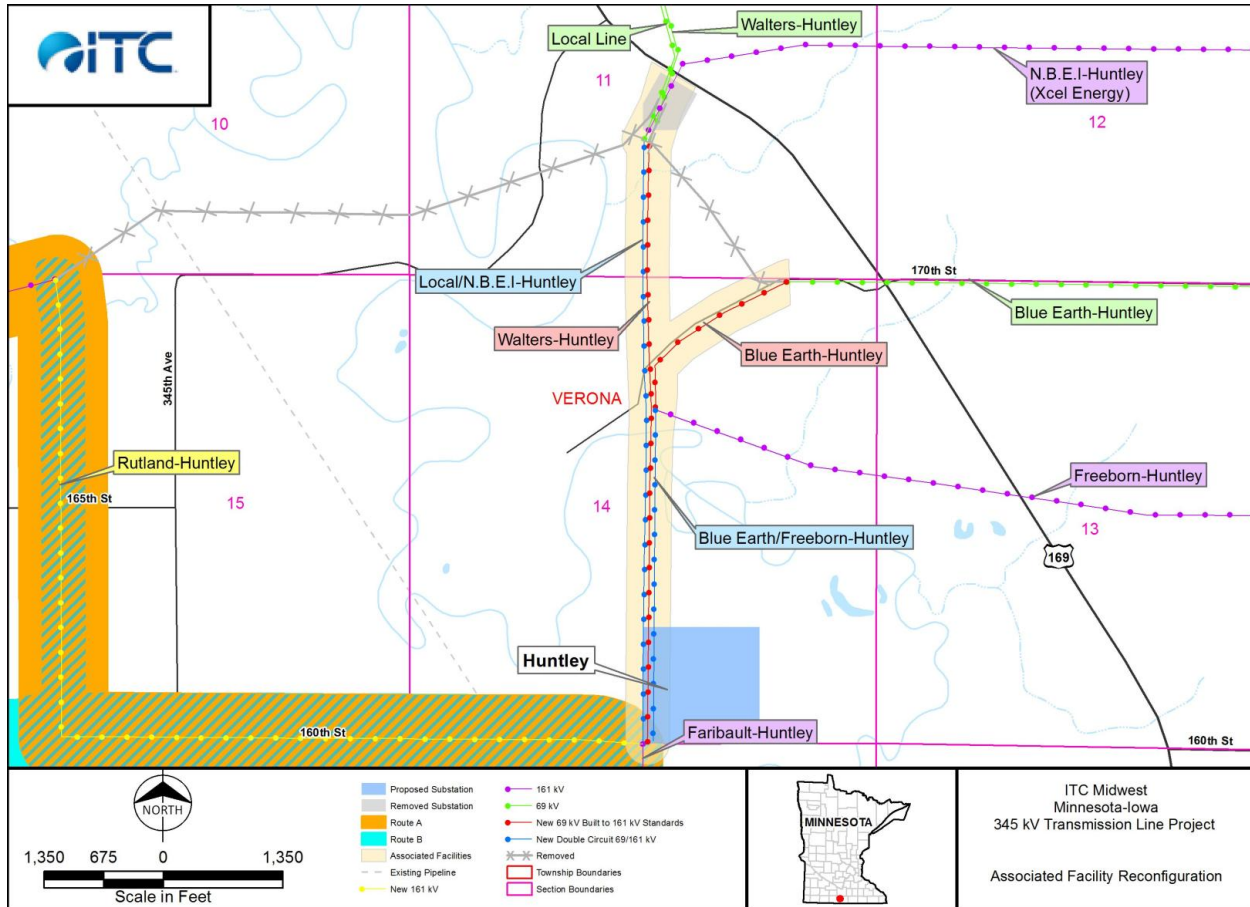 ITC
Local Line
Walters-Huntley
N.B.E.I-Huntley
(Xcel Energy)
11
10
12
170th St
Local/N.B.E.I-Huntley
Blue Earth-Huntley
Walters-Huntley
Blue Earth-Huntley
345th Ave
VERONA
Rutland-Huntley
Freeborn-Huntley
165th St
15
14
13
Blue Earth/Freeborn-Huntley
169
Huntley
160th St
Faribault-Huntley
160th St
NORTH
1,350 675 0 1,350
Scale in Feet
Proposed Substation
Removed Substation
Route A
Route B
Associated Facilities
Existing Pipeline
New 161 kV
161 kV
69 kV
New 69 kV Built to 161 kV Standards
New Double Circuit 69/161 kV
Removed
Township Boundaries
Section Boundaries
MINNESOTA
ITC Midwest
Minnesota-Iowa
345 kV Transmission Line Project
Associated Facility Reconfiguration